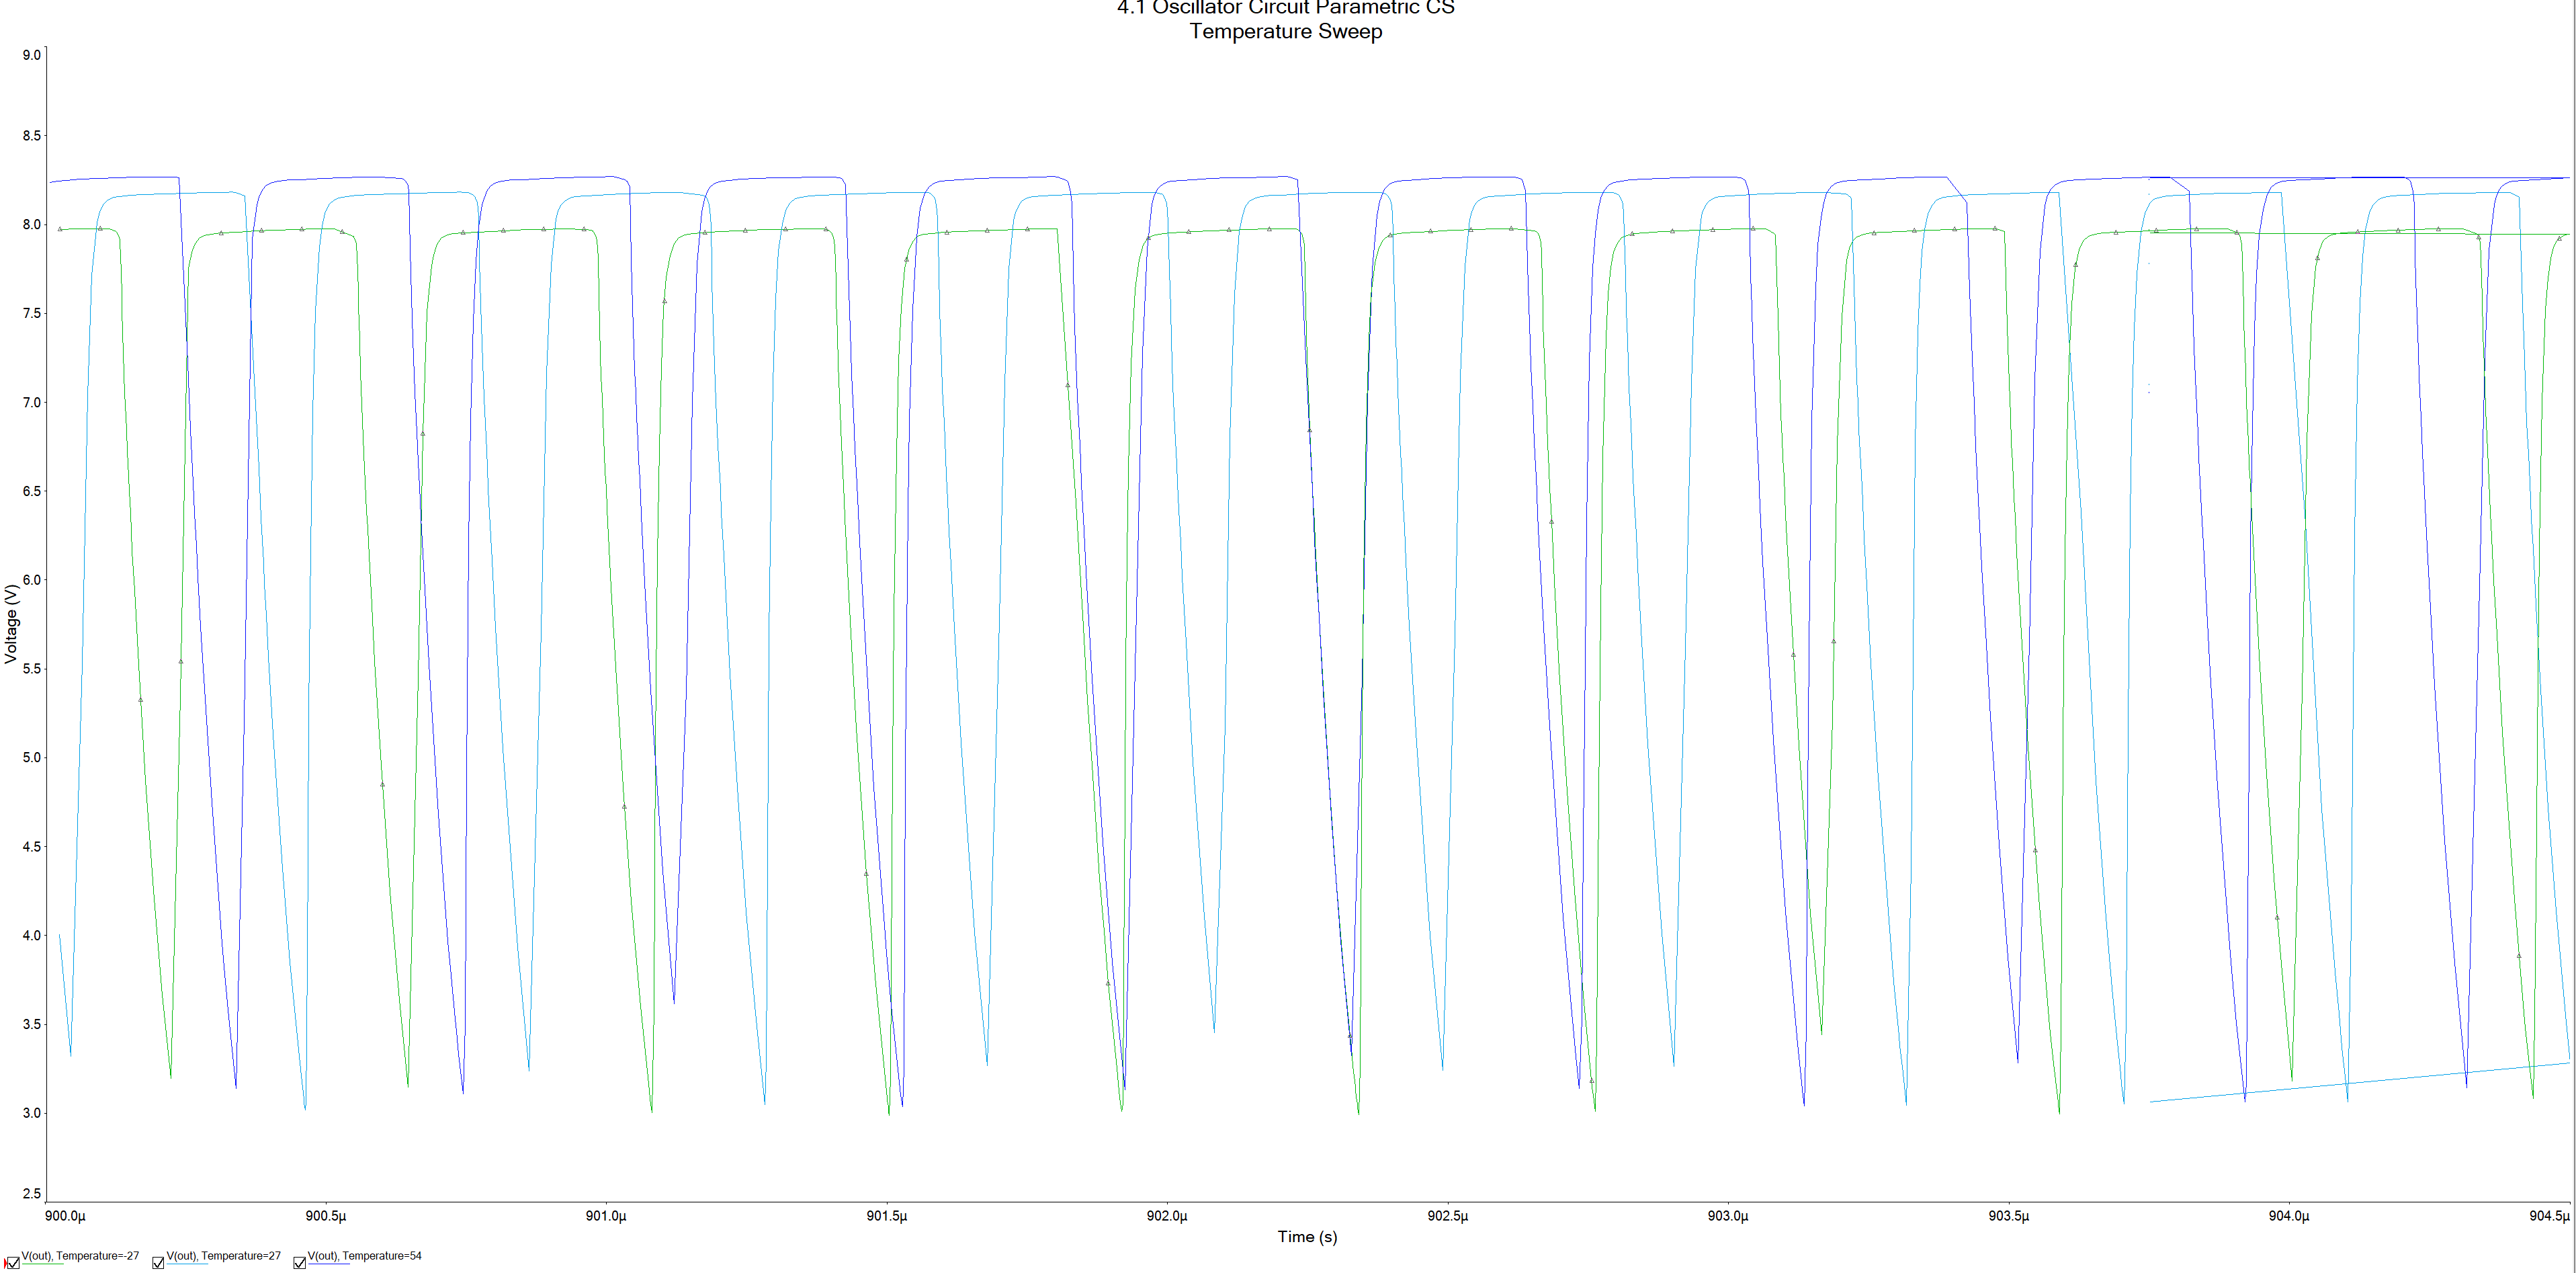 4.1 Oscillator Circuit Parametric CS
Temperature Sweep
9.0
8.5
8.0
7.5
7.0
6.5
6.0
5.5
5.0
4.5
4.0
3.5
3.0
2.5
Voltage (V)
900.0µ 900.5µ 901.0µ 901.5µ 902.0µ 902.5µ 903.0µ 903.5µ 904.0µ 904.5µ
Time (s)
V(out), Temperature=-27 V(out), Temperature=27 V(out), Temperature=54